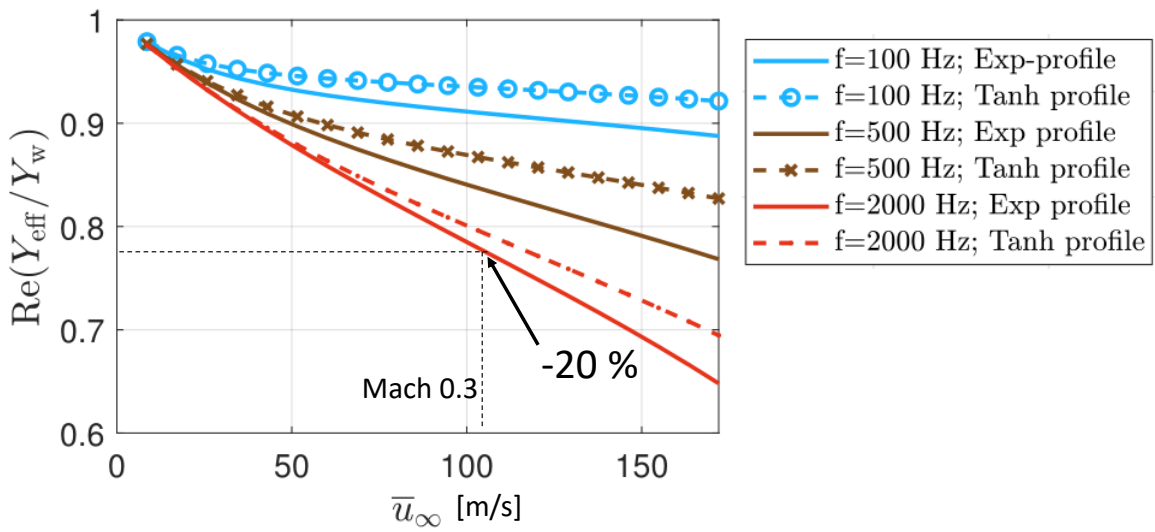 1
0.9
0.8
0.7
0.6
Re(Y_eff/Y_w)
0
50
100
150
u̅_∞ [m/s]
Mach 0.3
-20 %
f=100 Hz; Exp-profile
f=100 Hz; Tanh profile
f=500 Hz; Exp profile
f=500 Hz; Tanh profile
f=2000 Hz; Exp profile
f=2000 Hz; Tanh profile